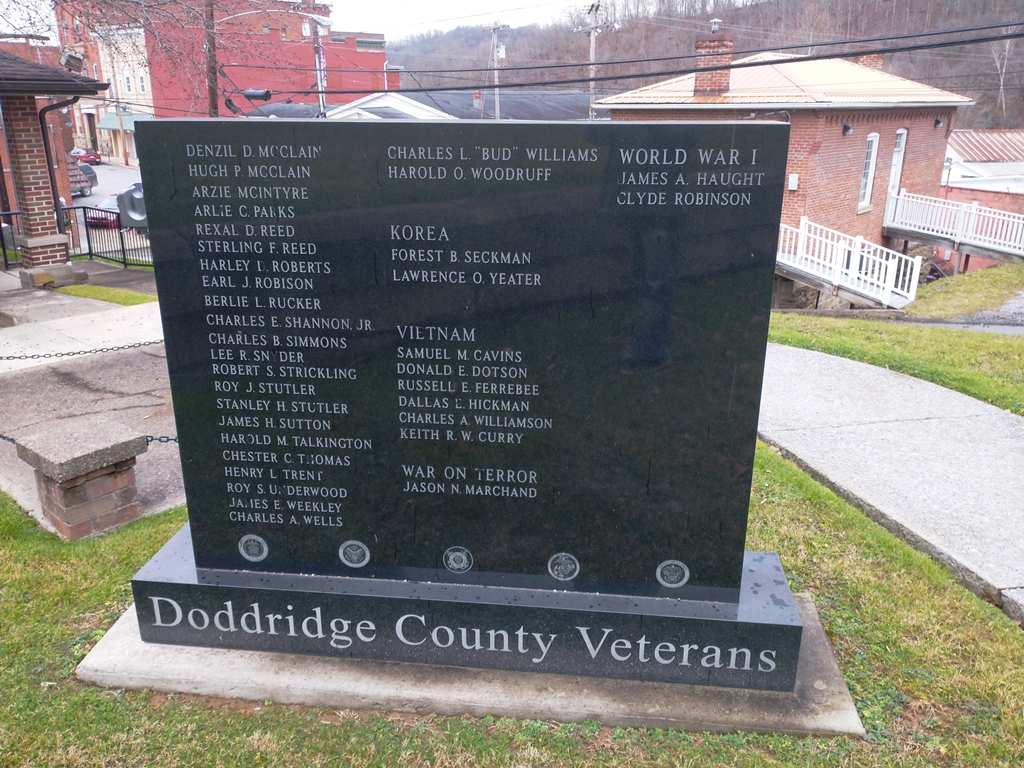 DENZIL D. MCCLAIN
HUGH P. MCCLAIN
ARZIE MCINTYRE
ARLIE C. PARKS
REXAL D. REED
STERLING F. REED
HARLEY D. ROBERTS
EARL J. ROBISON
BERLIE L. RUCKER
CHARLES E. SHANNON, JR.
CHARLES B. SIMMONS
LEE R. SNYDER
ROBERT S. STRICKLING
ROY J. STUTLER
STANLEY H. STUTLER
JAMES H. SUTTON
HAROLD M. TALKINGTON
CHESTER C. THOMAS
HENRY L. TRENT
ROY S. UNDERWOOD
JAMES E. WEEKLEY
CHARLES A. WELLS
CHARLES L. "BUD" WILLIAMS
HAROLD O. WOODRUFF
KOREA
FOREST B. SECKMAN
LAWRENCE O. YEATER
VIETNAM
SAMUEL M. CAVINS
DONALD E. DOTSON
RUSSELL E. FERREBEE
DALLAS E. HICKMAN
CHARLES A. WILLIAMSON
KEITH R. W. CURRY
WAR ON TERROR
JASON N. MARCHAND
WORLD WAR I
JAMES A. HAUGHT
CLYDE ROBINSON
Doddridge County Veterans